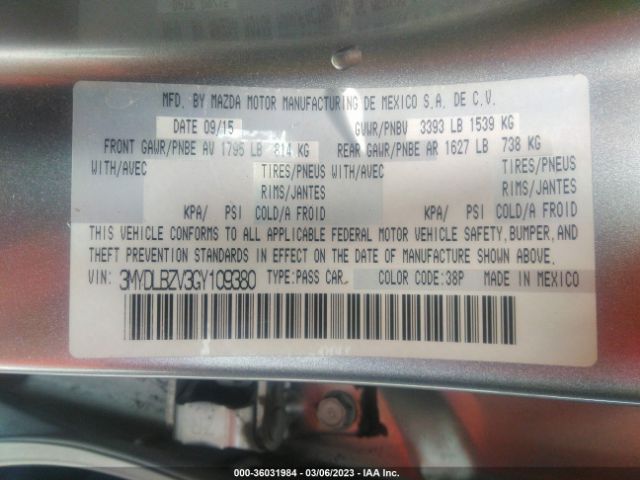 MFD. BY MAZDA MOTOR MANUFACTURING DE MEXICO S.A. DE C.V.
DATE 09/15 GVWR/PNBV 3393 LB 1539 KG
FRONT GAWR/PNBE AV 1795 LB 814 KG REAR GAWR/PNBE AR 1627 LB 738 KG
WITH/AVEC TIRES/PNEUS WITH/AVEC TIRES/PNEUS
RIMS/JANTES RIMS/JANTES
KPA/ PSI COLD/A FROID KPA/ PSI COLD/A FROID
THIS VEHICLE CONFORMS TO ALL APPLICABLE FEDERAL MOTOR VEHICLE SAFETY, BUMPER, AND
THEFT PREVENTION STANDARDS IN EFFECT ON THE DATE OF MANUFACTURE SHOWN ABOVE.
VIN: 3MYDLBZV3GY109380 TYPE:PASS CAR COLOR CODE:38P MADE IN MEXICO
000-36031984 — 03/06/2023 — IAA Inc.